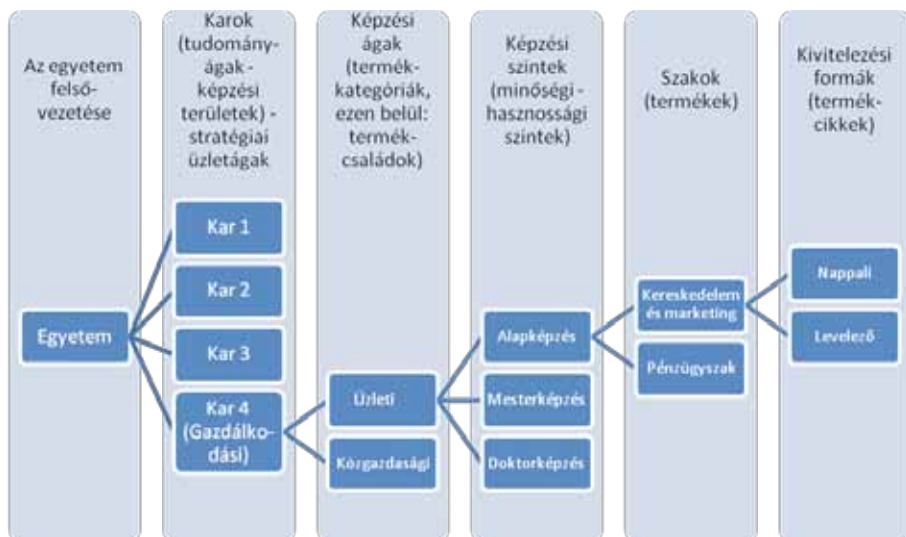 Az egyetem
felső-
vezetése
Karok
(tudomány-
ágak -
képzési
területek) -
stratégiai
üzletágak
Képzési
ágak
(termék-
kategóriák,
ezen belül:
termék-
családok)
Képzési
szintek
(minőségi -
hasznossági
szintek)
Szakok
(termékek)
Kivitelezési
formák
(termék-
cikkek)
Egyetem
Kar 1
Kar 2
Kar 3
Kar 4
(Gazdálko-
dási)
Üzleti
Közgazdasági
Alapképzés
Mesterképzés
Doktorképzés
Kereskedelem
és marketing
Pénzügyszak
Nappali
Levelező